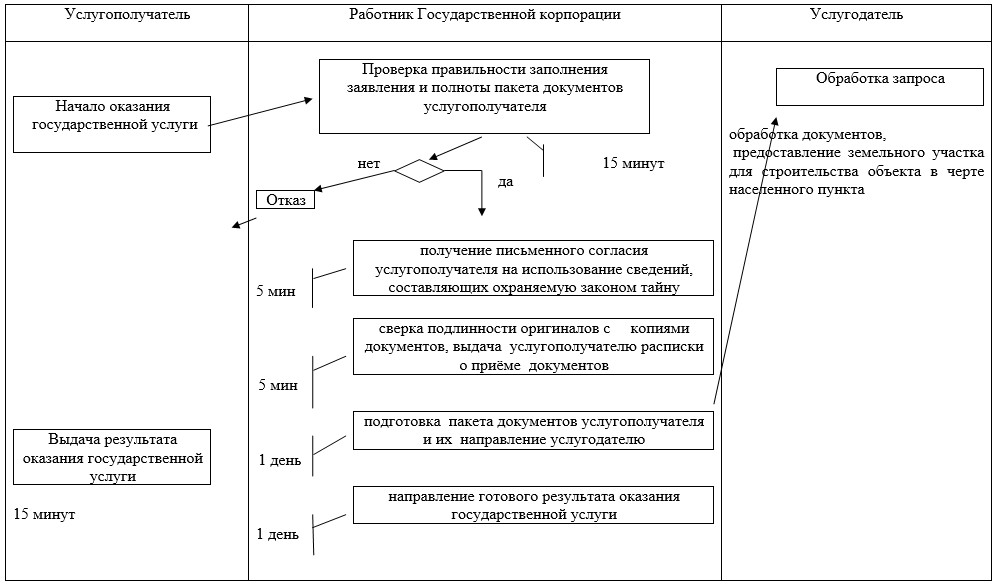 Услугополучатель
Работник Государственной корпорации
Услугодатель
Начало оказания
государственной услуги
Проверка правильности заполнения
заявления и полноты пакета документов
услугополучателя
15 минут
нет
да
Отказ
получение письменного согласия
услугополучателя на использование сведений,
составляющих охраняемую законом тайну
5 мин
сверка подлинности оригиналов с копиями
документов, выдача услугополучателю расписки
о приёме документов
5 мин
подготовка пакета документов услугополучателя
и их направление услугодателю
1 день
направление готового результата оказания
государственной услуги
1 день
Обработка запроса
обработка документов,
предоставление земельного участка
для строительства объекта в черте
населенного пункта
Выдача результата
оказания государственной
услуги
15 минут